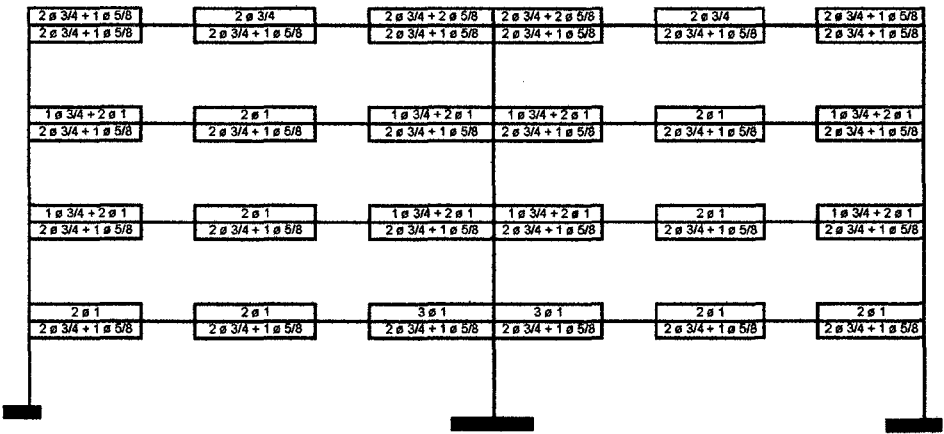 2 ø 3/4 + 1 ø 5/8 2 ø 3/4 2 ø 3/4 + 2 ø 5/8 2 ø 3/4 + 2 ø 5/8 2 ø 3/4 2 ø 3/4 + 1 ø 5/8
2 ø 3/4 + 1 ø 5/8 2 ø 3/4 + 1 ø 5/8 2 ø 3/4 + 1 ø 5/8 2 ø 3/4 + 1 ø 5/8 2 ø 3/4 + 1 ø 5/8 2 ø 3/4 + 1 ø 5/8
1 ø 3/4 + 2 ø 1 2 ø 1 1 ø 3/4 + 2 ø 1 1 ø 3/4 + 2 ø 1 2 ø 1 1 ø 3/4 + 2 ø 1
2 ø 3/4 + 1 ø 5/8 2 ø 3/4 + 1 ø 5/8 2 ø 3/4 + 1 ø 5/8 2 ø 3/4 + 1 ø 5/8 2 ø 3/4 + 1 ø 5/8 2 ø 3/4 + 1 ø 5/8
1 ø 3/4 + 2 ø 1 2 ø 1 1 ø 3/4 + 2 ø 1 1 ø 3/4 + 2 ø 1 2 ø 1 1 ø 3/4 + 2 ø 1
2 ø 3/4 + 1 ø 5/8 2 ø 3/4 + 1 ø 5/8 2 ø 3/4 + 1 ø 5/8 2 ø 3/4 + 1 ø 5/8 2 ø 3/4 + 1 ø 5/8 2 ø 3/4 + 1 ø 5/8
2 ø 1 2 ø 1 3 ø 1 3 ø 1 2 ø 1 2 ø 1
2 ø 3/4 + 1 ø 5/8 2 ø 3/4 + 1 ø 5/8 2 ø 3/4 + 1 ø 5/8 2 ø 3/4 + 1 ø 5/8 2 ø 3/4 + 1 ø 5/8 2 ø 3/4 + 1 ø 5/8